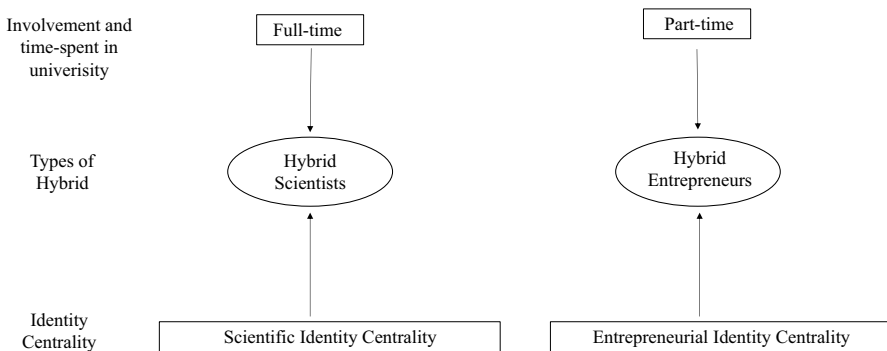 Involvement and
time-spent in
univerisity
Full-time
Part-time
Types of
Hybrid
Hybrid
Scientists
Hybrid
Entrepreneurs
Identity
Centrality
Scientific Identity Centrality
Entrepreneurial Identity Centrality